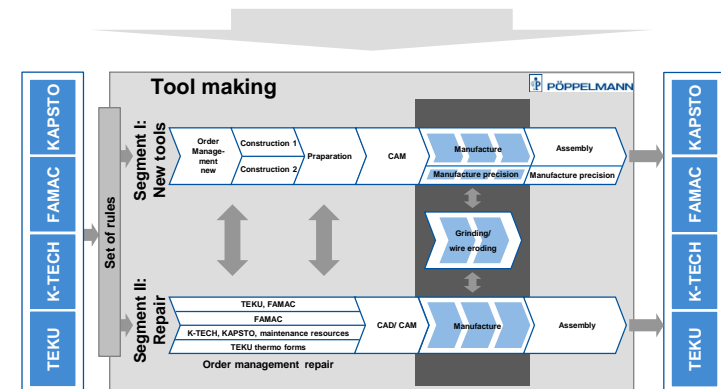 Tool making
PÖPPELMANN
KAPSTO
FAMAC
K-TECH
TEKU
Set of rules
Segment I:
New tools
Order
Manage-
ment
new
Construction 1
Construction 2
Preparation
CAM
Manufacture
Manufacture precision
Assembly
Manufacture precision
Grinding/
wire eroding
Segment II:
Repair
TEKU, FAMAC
FAMAC
K-TECH, KAPSTO, maintenance resources
TEKU thermo forms
CAD/ CAM
Manufacture
Assembly
Order management repair
KAPSTO
FAMAC
K-TECH
TEKU